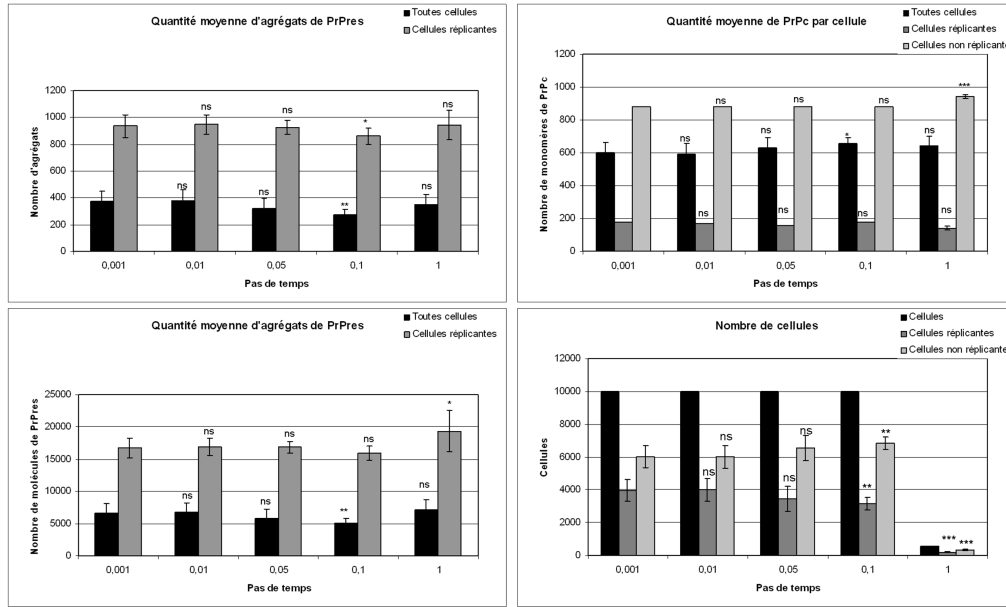 Quantité moyenne d'agrégats de PrPres
Toutes cellules
Cellules réplicantes
Nombre d'agrégats
1200
1000
800
600
400
200
0
ns
ns
*
ns
ns
ns
**
ns
0,001 0,01 0,05 0,1 1
Pas de temps
Quantité moyenne de PrPc par cellule
Toutes cellules
Cellules réplicantes
Cellules non réplicante
Nombre de monomères de PrPc
1200
1000
800
600
400
200
0
ns ns ns ***
ns ns * ns
ns ns ns ns
0,001 0,01 0,05 0,1 1
Pas de temps
Quantité moyenne d'agrégats de PrPres
Toutes cellules
Cellules réplicantes
Nombre de molécules de PrPres
25000
20000
15000
10000
5000
0
ns ns ns *
ns ns ** ns
0,001 0,01 0,05 0,1 1
Pas de temps
Nombre de cellules
Cellules
Cellules réplicantes
Cellules non réplicante
Cellules
12000
10000
8000
6000
4000
2000
0
ns ns **
ns ns ** *** ***
0,001 0,01 0,05 0,1 1
Pas de temps